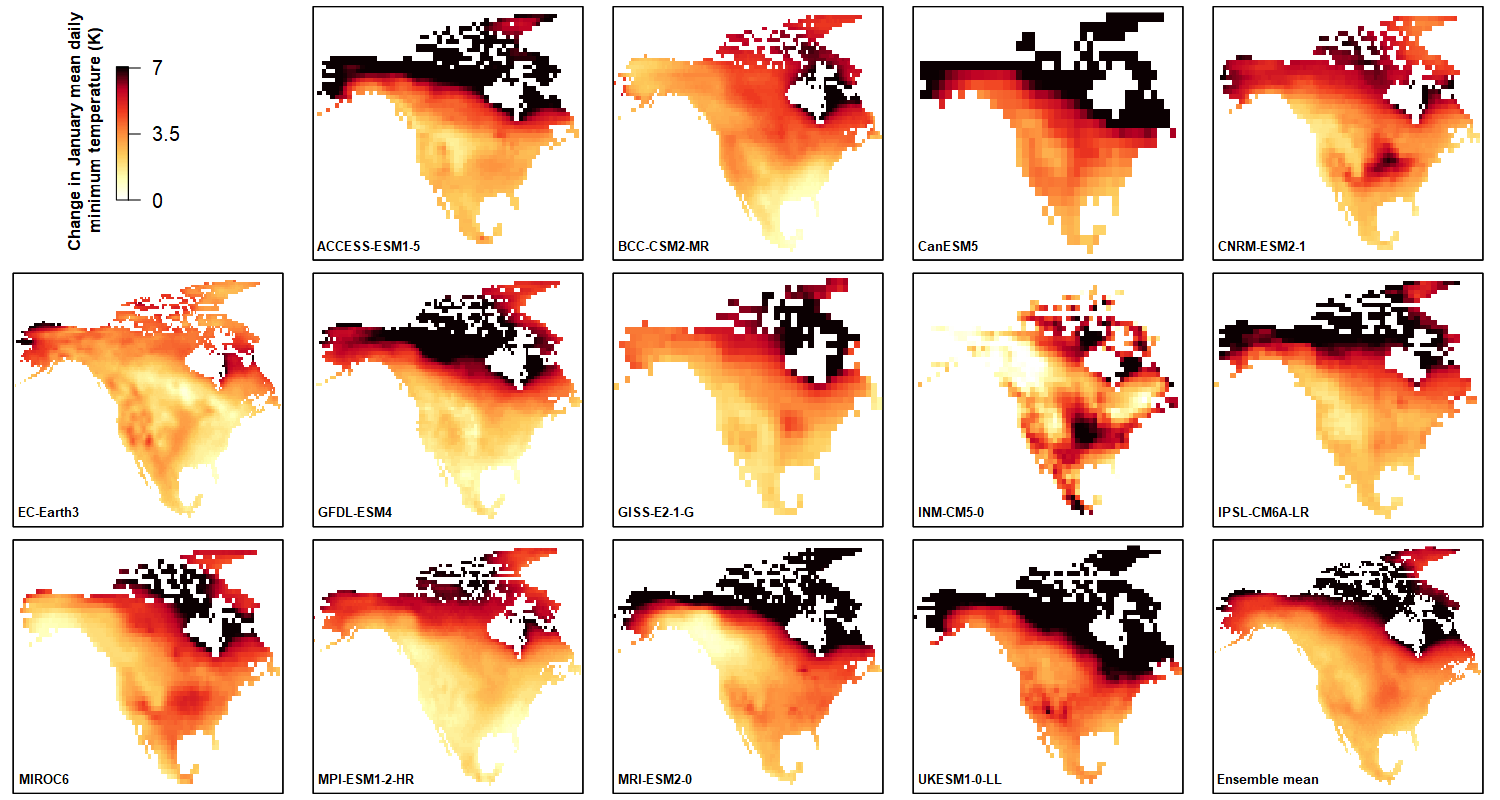 Change in January mean daily
minimum temperature (K)
7
3.5
0
ACCESS-ESM1-5
BCC-CSM2-MR
CanESM5
CNRM-ESM2-1
EC-Earth3
GFDL-ESM4
GISS-E2-1-G
INM-CM5-0
IPSL-CM6A-LR
MIROC6
MPI-ESM1-2-HR
MRI-ESM2-0
UKESM1-0-LL
Ensemble mean